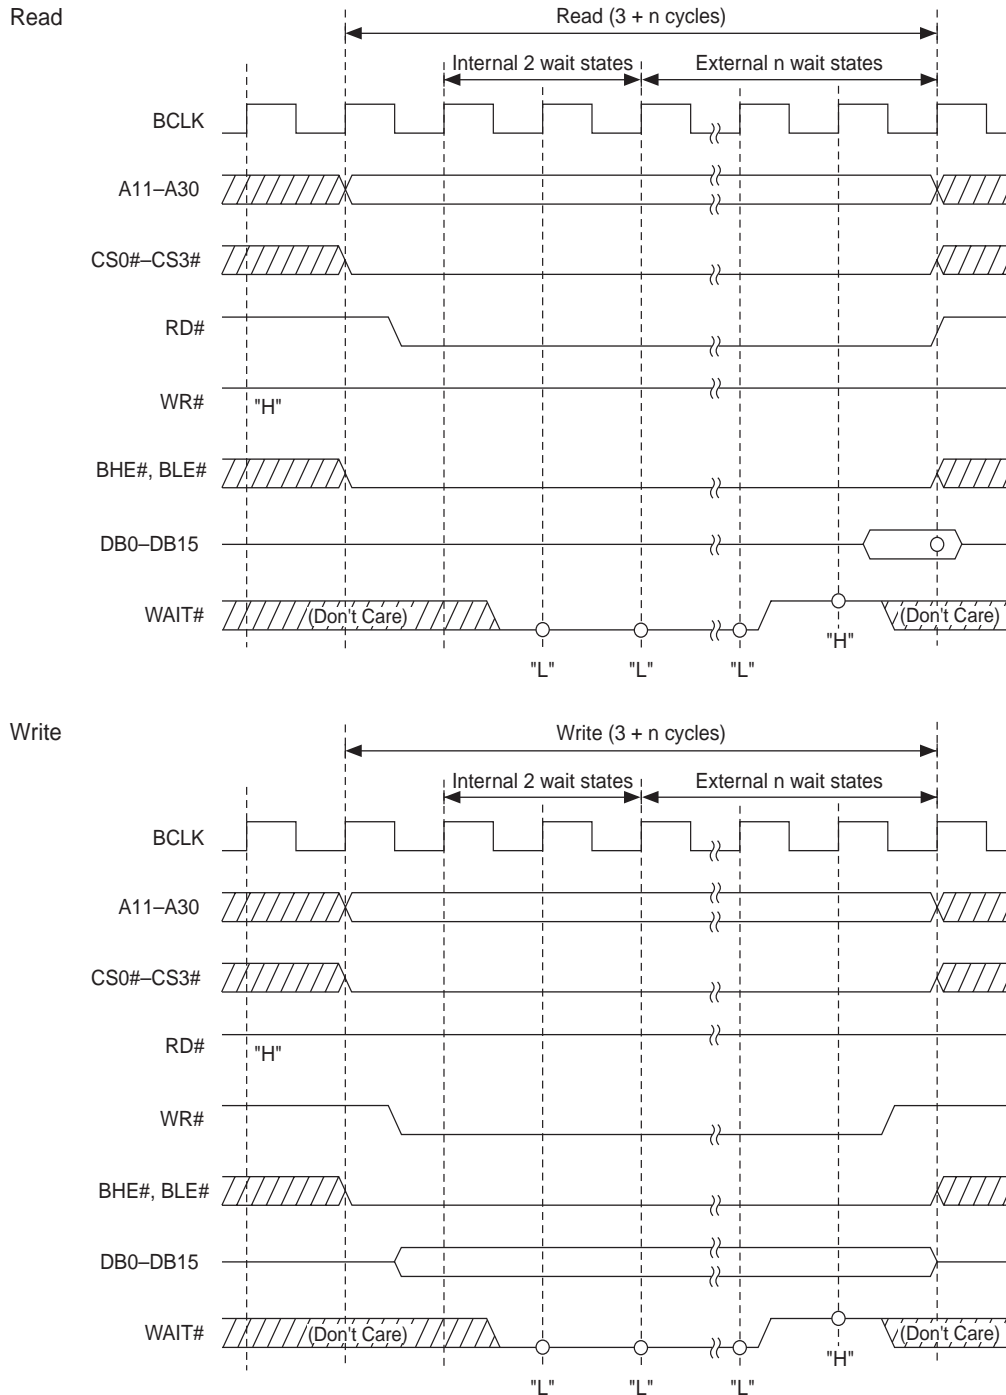 Read
Read (3 + n cycles)
Internal 2 wait states
External n wait states
BCLK
A11–A30
CS0#–CS3#
RD#
WR#
"H"
BHE#, BLE#
DB0–DB15
WAIT#
(Don't Care)
(Don't Care)
"H"
"L"
"L"
"L"
Write
Write (3 + n cycles)
Internal 2 wait states
External n wait states
BCLK
A11–A30
CS0#–CS3#
RD#
"H"
WR#
BHE#, BLE#
DB0–DB15
WAIT#
(Don't Care)
(Don't Care)
"H"
"L"
"L"
"L"